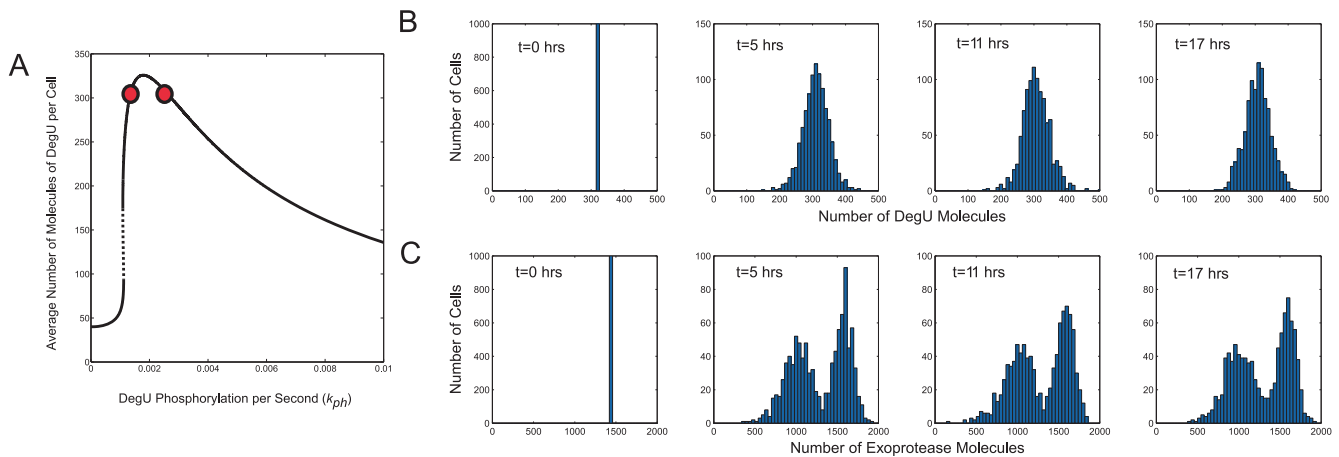 A
Average Number of Molecules of DegU per Cell
350
300
250
200
150
100
50
0
0 0.002 0.004 0.006 0.008 0.01
DegU Phosphorylation per Second (kph)
B
Number of Cells
1000
800
600
400
200
0
t=0 hrs
0 100 200 300 400 500
150
100
50
0
t=5 hrs
0 100 200 300 400 500
150
100
50
0
t=11 hrs
0 100 200 300 400 500
150
100
50
0
t=17 hrs
0 100 200 300 400 500
Number of DegU Molecules
C
Number of Cells
1000
800
600
400
200
0
t=0 hrs
0 500 1000 1500 2000
100
80
60
40
20
0
t=5 hrs
0 500 1000 1500 2000
100
80
60
40
20
0
t=11 hrs
0 500 1000 1500 2000
100
80
60
40
20
0
t=17 hrs
0 500 1000 1500 2000
Number of Exoprotease Molecules